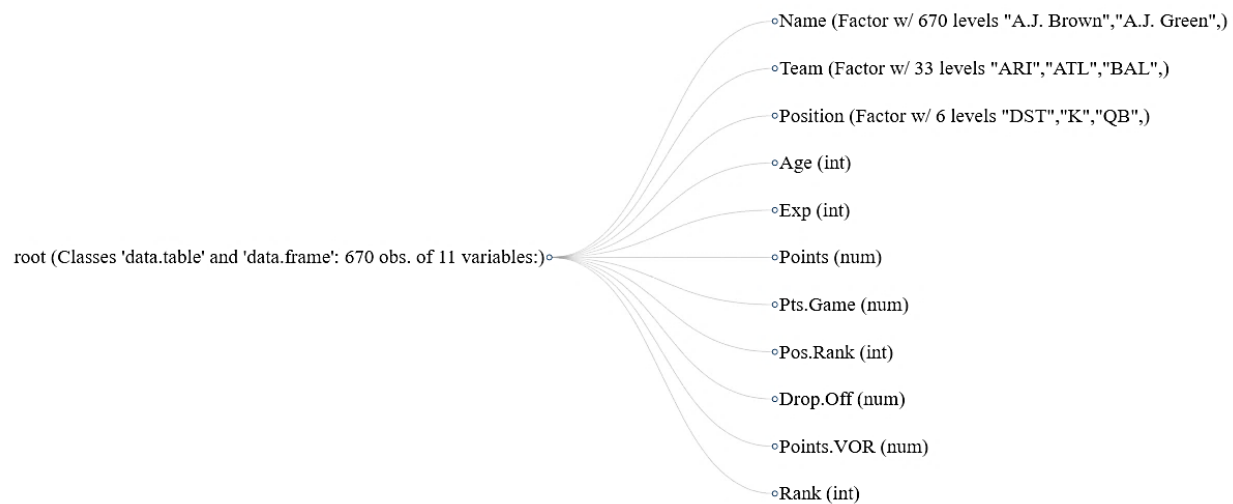 Name (Factor w/ 670 levels "A.J. Brown","A.J. Green",)
Team (Factor w/ 33 levels "ARI","ATL","BAL",)
Position (Factor w/ 6 levels "DST","K","QB",)
Age (int)
Exp (int)
root (Classes 'data.table' and 'data.frame': 670 obs. of 11 variables:)
Points (num)
Pts.Game (num)
Pos.Rank (int)
Drop.Off (num)
Points.VOR (num)
Rank (int)